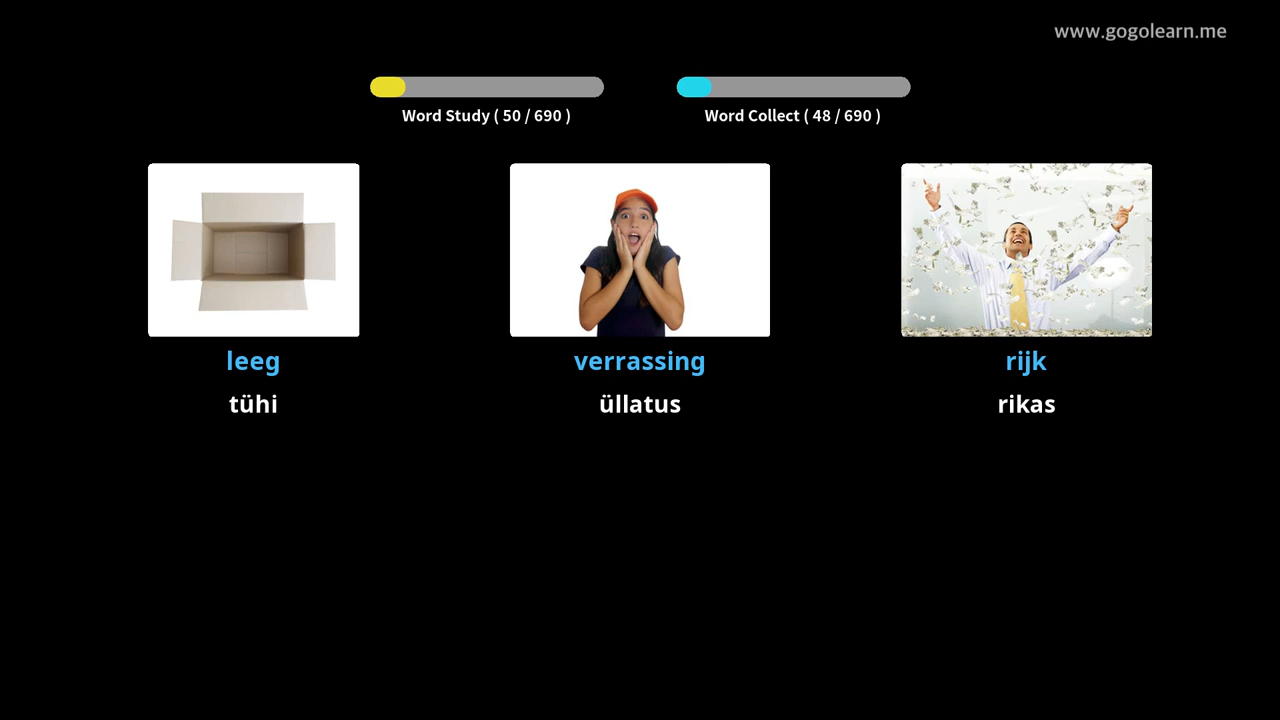 www.gogolearn.me
Word Study ( 50 / 690 )
Word Collect ( 48 / 690 )
leeg
verrassing
rijk
tühi
üllatus
rikas